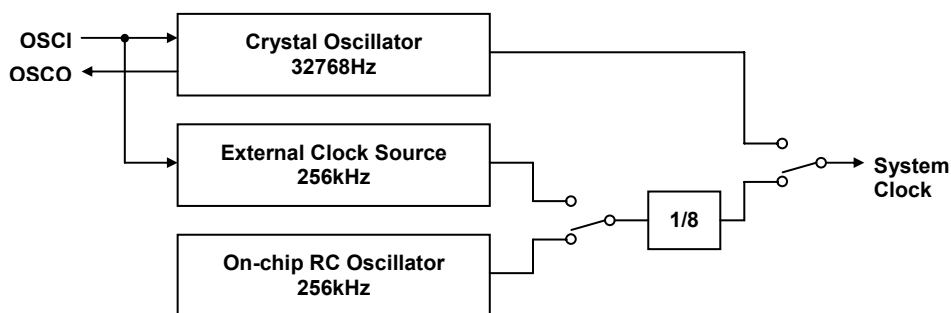 OSCI
OSCO
Crystal Oscillator
32768Hz
External Clock Source
256kHz
On-chip RC Oscillator
256kHz
1/8
System
Clock